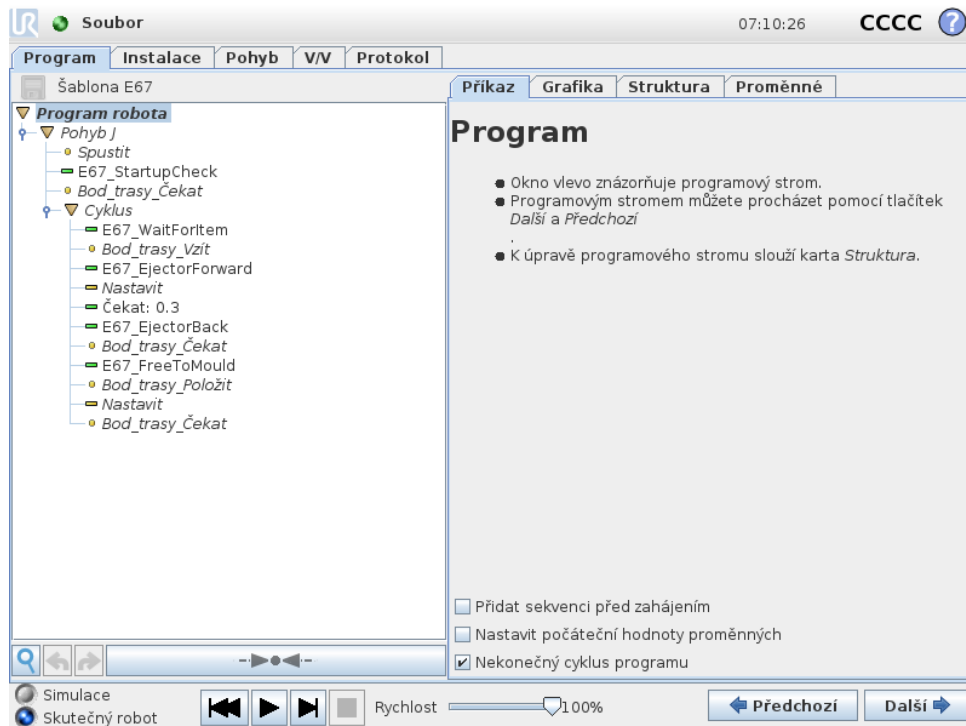 UR Soubor 07:10:26 CCCC ?
Program Instalace Pohyb V/V Protokol
Šablona E67
Program robota
Pohyb J
Spustit
E67_StartupCheck
Bod_trasy_Čekat
Cyklus
E67_WaitForItem
Bod_trasy_Vzít
E67_EjectorForward
Nastavit
Čekat: 0.3
E67_EjectorBack
Bod_trasy_Čekat
E67_FreeToMould
Bod_trasy_Položit
Nastavit
Bod_trasy_Čekat
Příkaz Grafika Struktura Proměnné
Program
Okno vlevo znázorňuje programový strom.
Programovým stromem můžete procházet pomocí tlačítek
Další a Předchozí
.
K úpravě programového stromu slouží karta Struktura.
Přidat sekvenci před zahájením
Nastavit počáteční hodnoty proměnných
Nekonečný cyklus programu
Simulace
Skutečný robot
Rychlost 100%
Předchozí Další